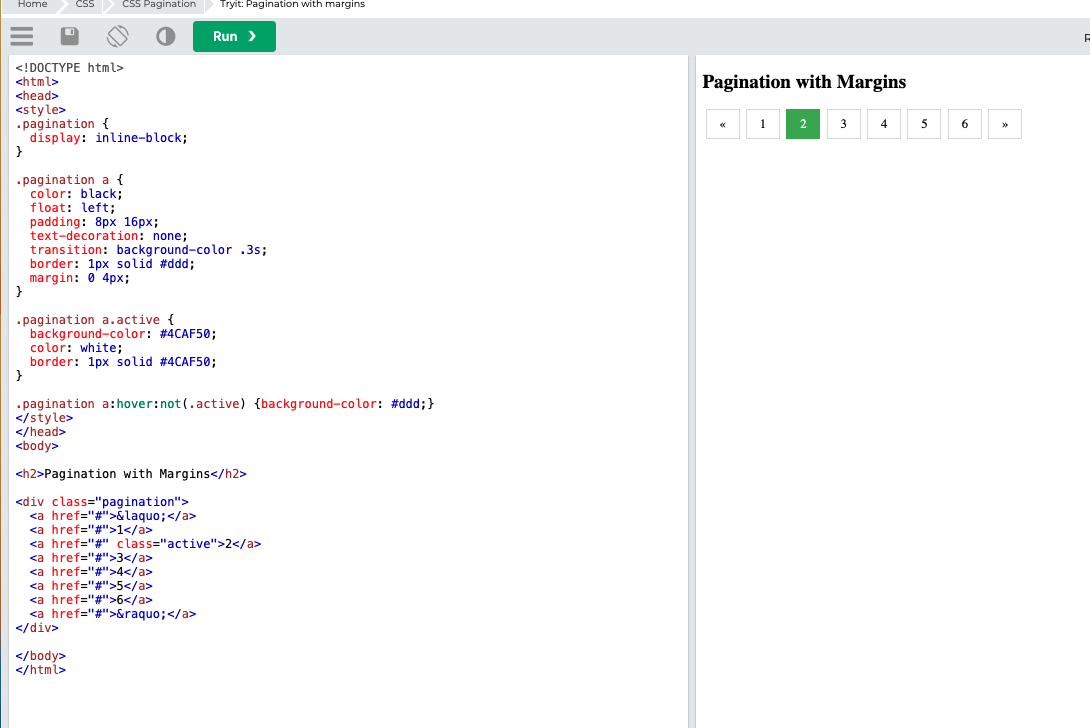 Home CSS CSS Pagination Tryit: Pagination with margins
Run ❯
<!DOCTYPE html>
<html>
<head>
<style>
.pagination {
  display: inline-block;
}

.pagination a {
  color: black;
  float: left;
  padding: 8px 16px;
  text-decoration: none;
  transition: background-color .3s;
  border: 1px solid #ddd;
  margin: 0 4px;
}

.pagination a.active {
  background-color: #4CAF50;
  color: white;
  border: 1px solid #4CAF50;
}

.pagination a:hover:not(.active) {background-color: #ddd;}
</style>
</head>
<body>

<h2>Pagination with Margins</h2>

<div class="pagination">
  <a href="#">&laquo;</a>
  <a href="#">1</a>
  <a href="#" class="active">2</a>
  <a href="#">3</a>
  <a href="#">4</a>
  <a href="#">5</a>
  <a href="#">6</a>
  <a href="#">&raquo;</a>
</div>

</body>
</html>
Pagination with Margins
« 1 2 3 4 5 6 »